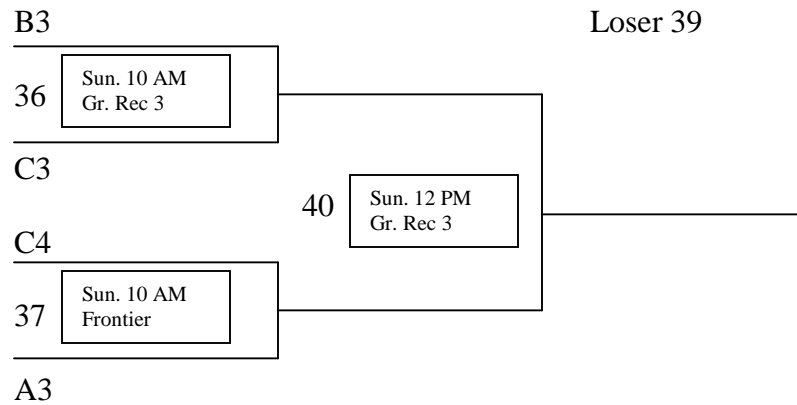 B3
Loser 39
36
Sun. 10 AM
Gr. Rec 3
C3
40
Sun. 12 PM
Gr. Rec 3
C4
37
Sun. 10 AM
Frontier
A3